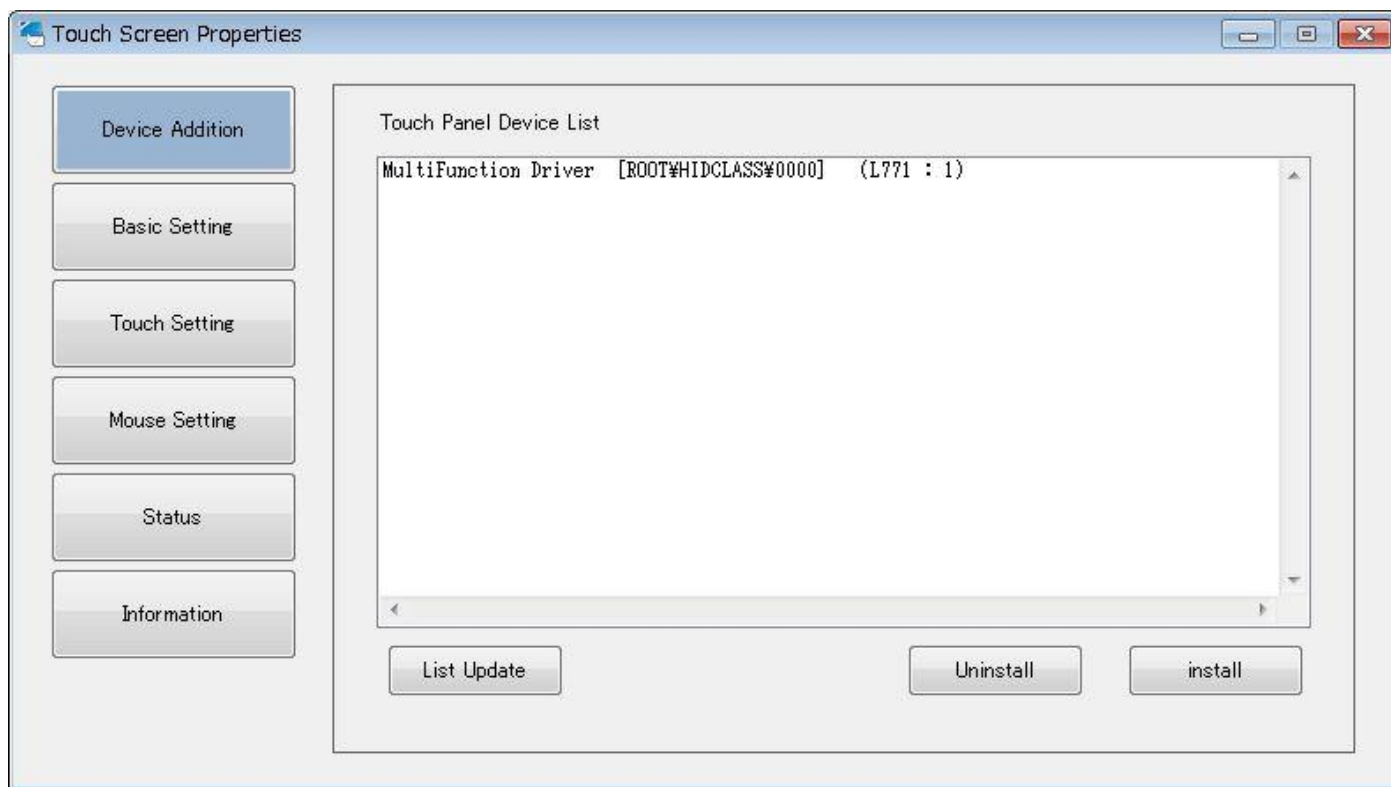 Touch Screen Properties
Device Addition
Basic Setting
Touch Setting
Mouse Setting
Status
Information
Touch Panel Device List
MultiFunction Driver [ROOT¥HIDCLASS¥0000] (L771 : 1)
List Update
Uninstall
install